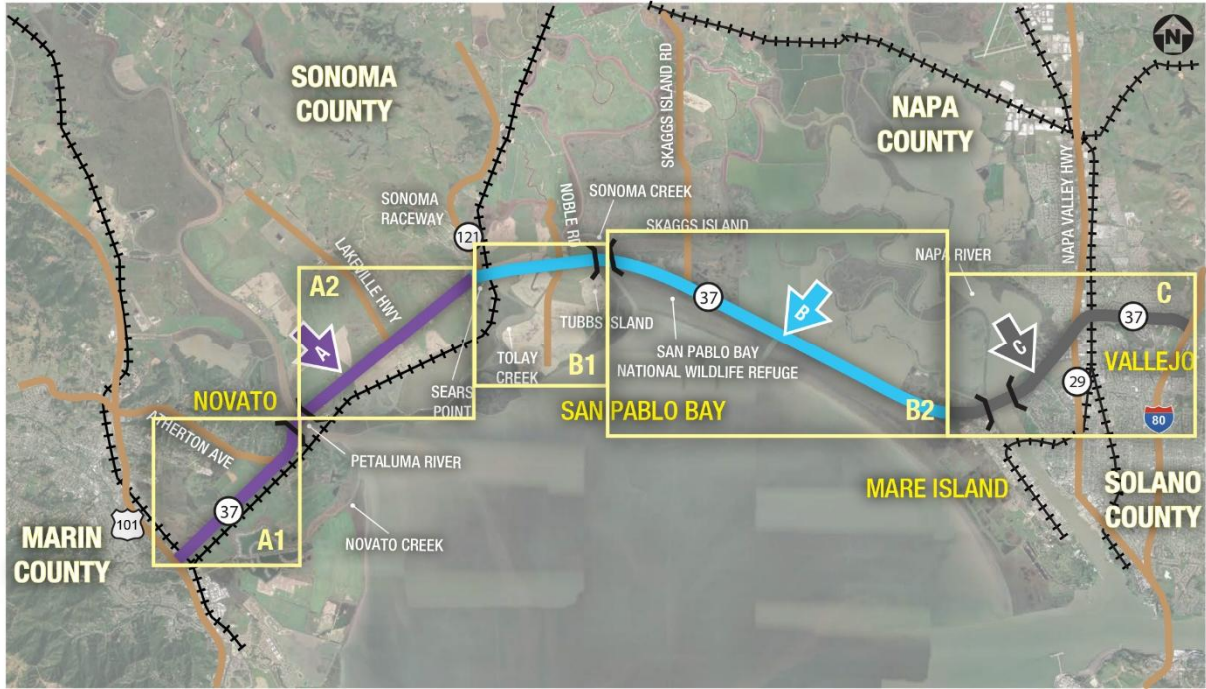 N
SONOMA
COUNTY
SKAGGS ISLAND RD
NAPA
COUNTY
NAPA VALLEY HWY
SONOMA
RACEWAY
121
NOBLE RD
SONOMA CREEK
SKAGGS ISLAND
LAKEVILLE HWY
NAPA RIVER
A2
A
37
B
C
C
37
TUBBS ISLAND
SAN PABLO BAY
NATIONAL WILDLIFE REFUGE
TOLAY
CREEK
B1
SEARS
POINT
VALLEJO
29
NOVATO
SAN PABLO BAY
B2
80
ATHERTON AVE
PETALUMA RIVER
MARE ISLAND
SOLANO
COUNTY
37
101
A1
NOVATO CREEK
MARIN
COUNTY